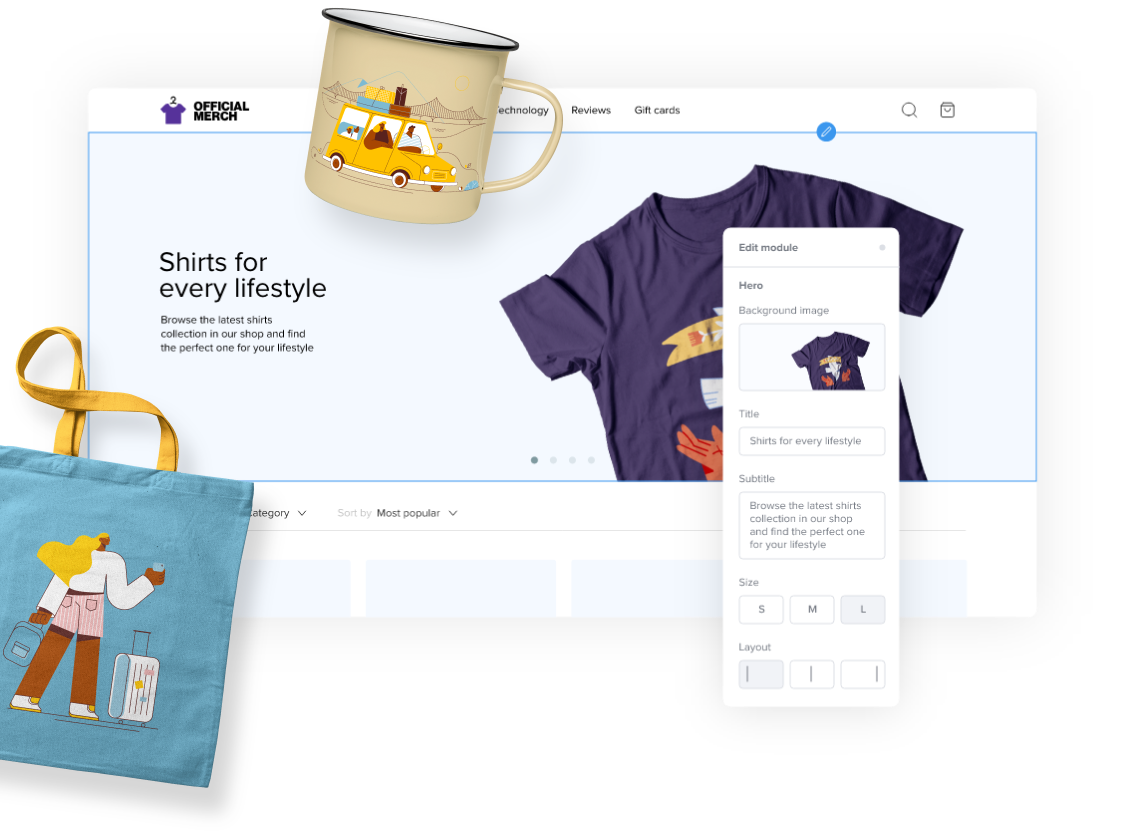 2
OFFICIAL
MERCH
Technology Reviews Gift cards
Shirts for
every lifestyle
Browse the latest shirts
collection in our shop and find
the perfect one for your lifestyle
Category
Sort by Most popular
Edit module
Hero
Background image
Title
Shirts for every lifestyle
Subtitle
Browse the latest shirts
collection in our shop
and find the perfect one
for your lifestyle
Size
S M L
Layout